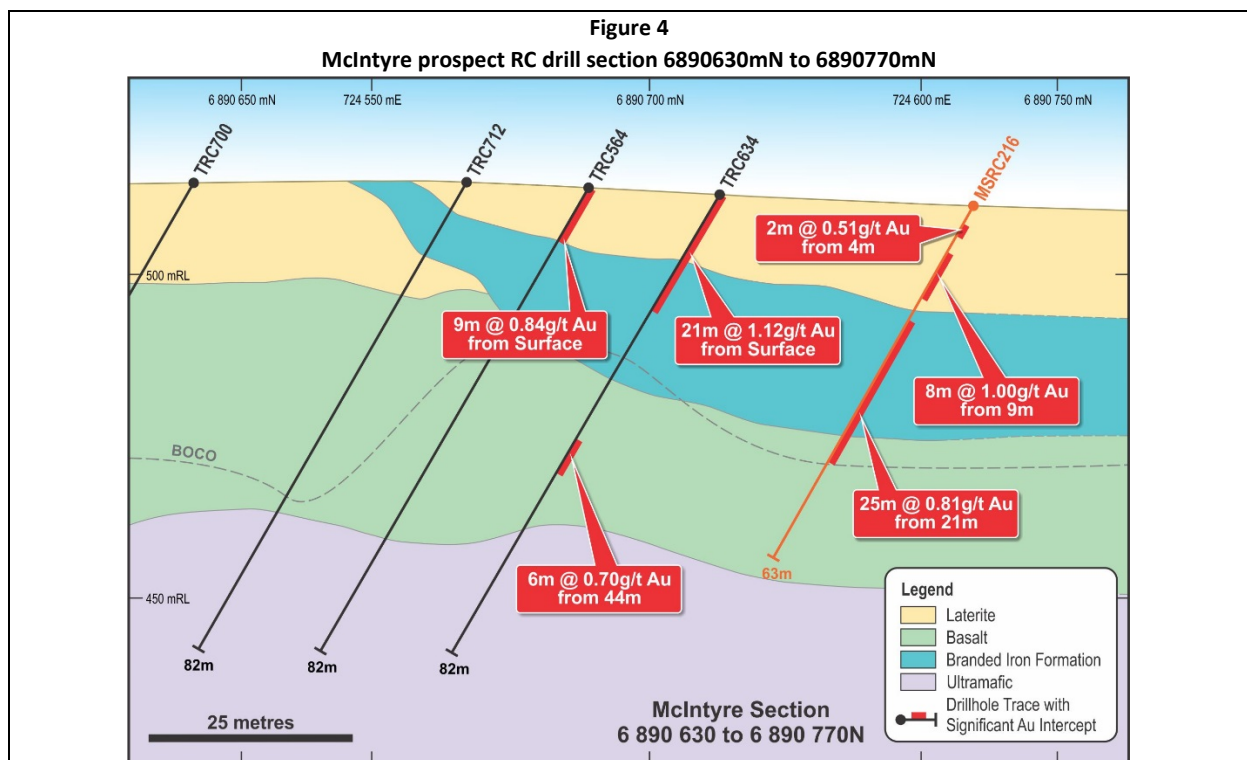 Figure 4
McIntyre prospect RC drill section 6890630mN to 6890770mN
6 890 650 mN
724 550 mE
6 890 700 mN
724 600 mE
6 890 750 mN
TRC700
TRC712
TRC564
TRC634
MSRC216
2m @ 0.51g/t Au
from 4m
500 mRL
9m @ 0.84g/t Au
from Surface
21m @ 1.12g/t Au
from Surface
8m @ 1.00g/t Au
from 9m
BOCO
25m @ 0.81g/t Au
from 21m
6m @ 0.70g/t Au
from 44m
63m
450 mRL
82m
82m
82m
Legend
Laterite
Basalt
Branded Iron Formation
Ultramafic
Drillhole Trace with
Significant Au Intercept
25 metres
McIntyre Section
6 890 630 to 6 890 770N